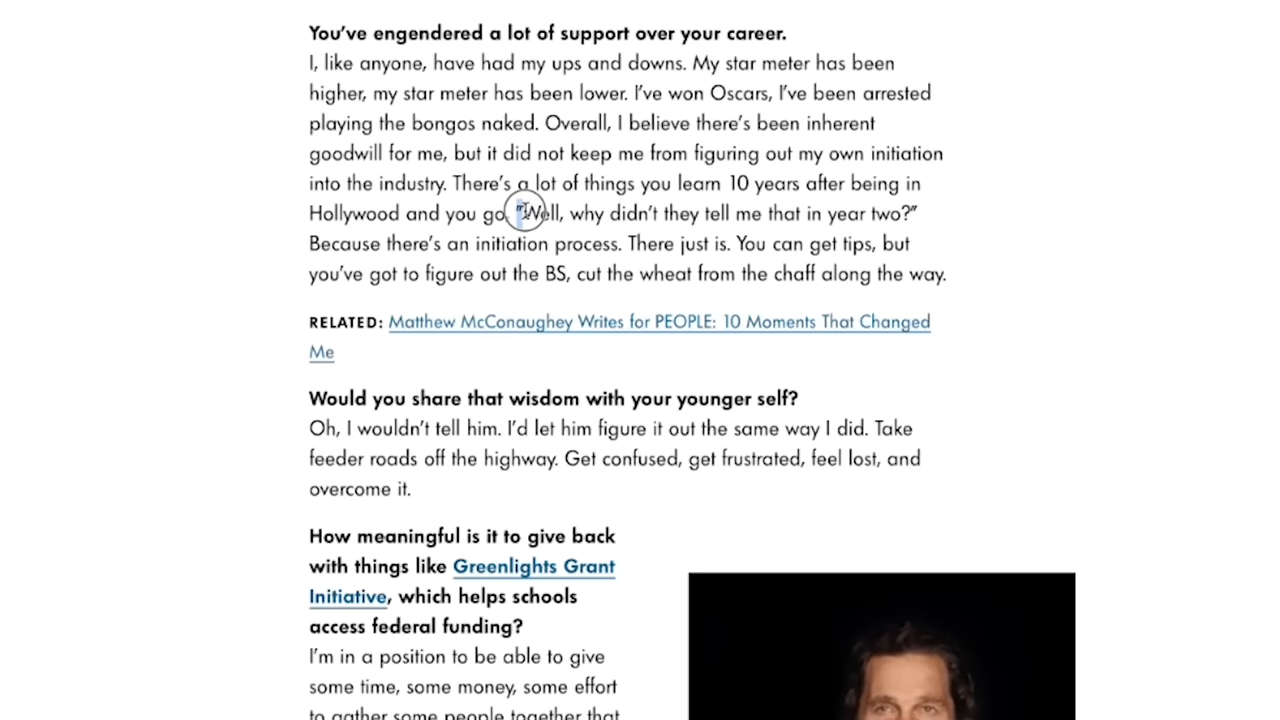 You've engendered a lot of support over your career.
I, like anyone, have had my ups and downs. My star meter has been
higher, my star meter has been lower. I've won Oscars, I've been arrested
playing the bongos naked. Overall, I believe there's been inherent
goodwill for me, but it did not keep me from figuring out my own initiation
into the industry. There's a lot of things you learn 10 years after being in
Hollywood and you go, "Well, why didn't they tell me that in year two?"
Because there's an initiation process. There just is. You can get tips, but
you've got to figure out the BS, cut the wheat from the chaff along the way.
RELATED: Matthew McConaughey Writes for PEOPLE: 10 Moments That Changed
Me
Would you share that wisdom with your younger self?
Oh, I wouldn't tell him. I'd let him figure it out the same way I did. Take
feeder roads off the highway. Get confused, get frustrated, feel lost, and
overcome it.
How meaningful is it to give back
with things like Greenlights Grant
Initiative, which helps schools
access federal funding?
I'm in a position to be able to give
some time, some money, some effort
to gather some people together that